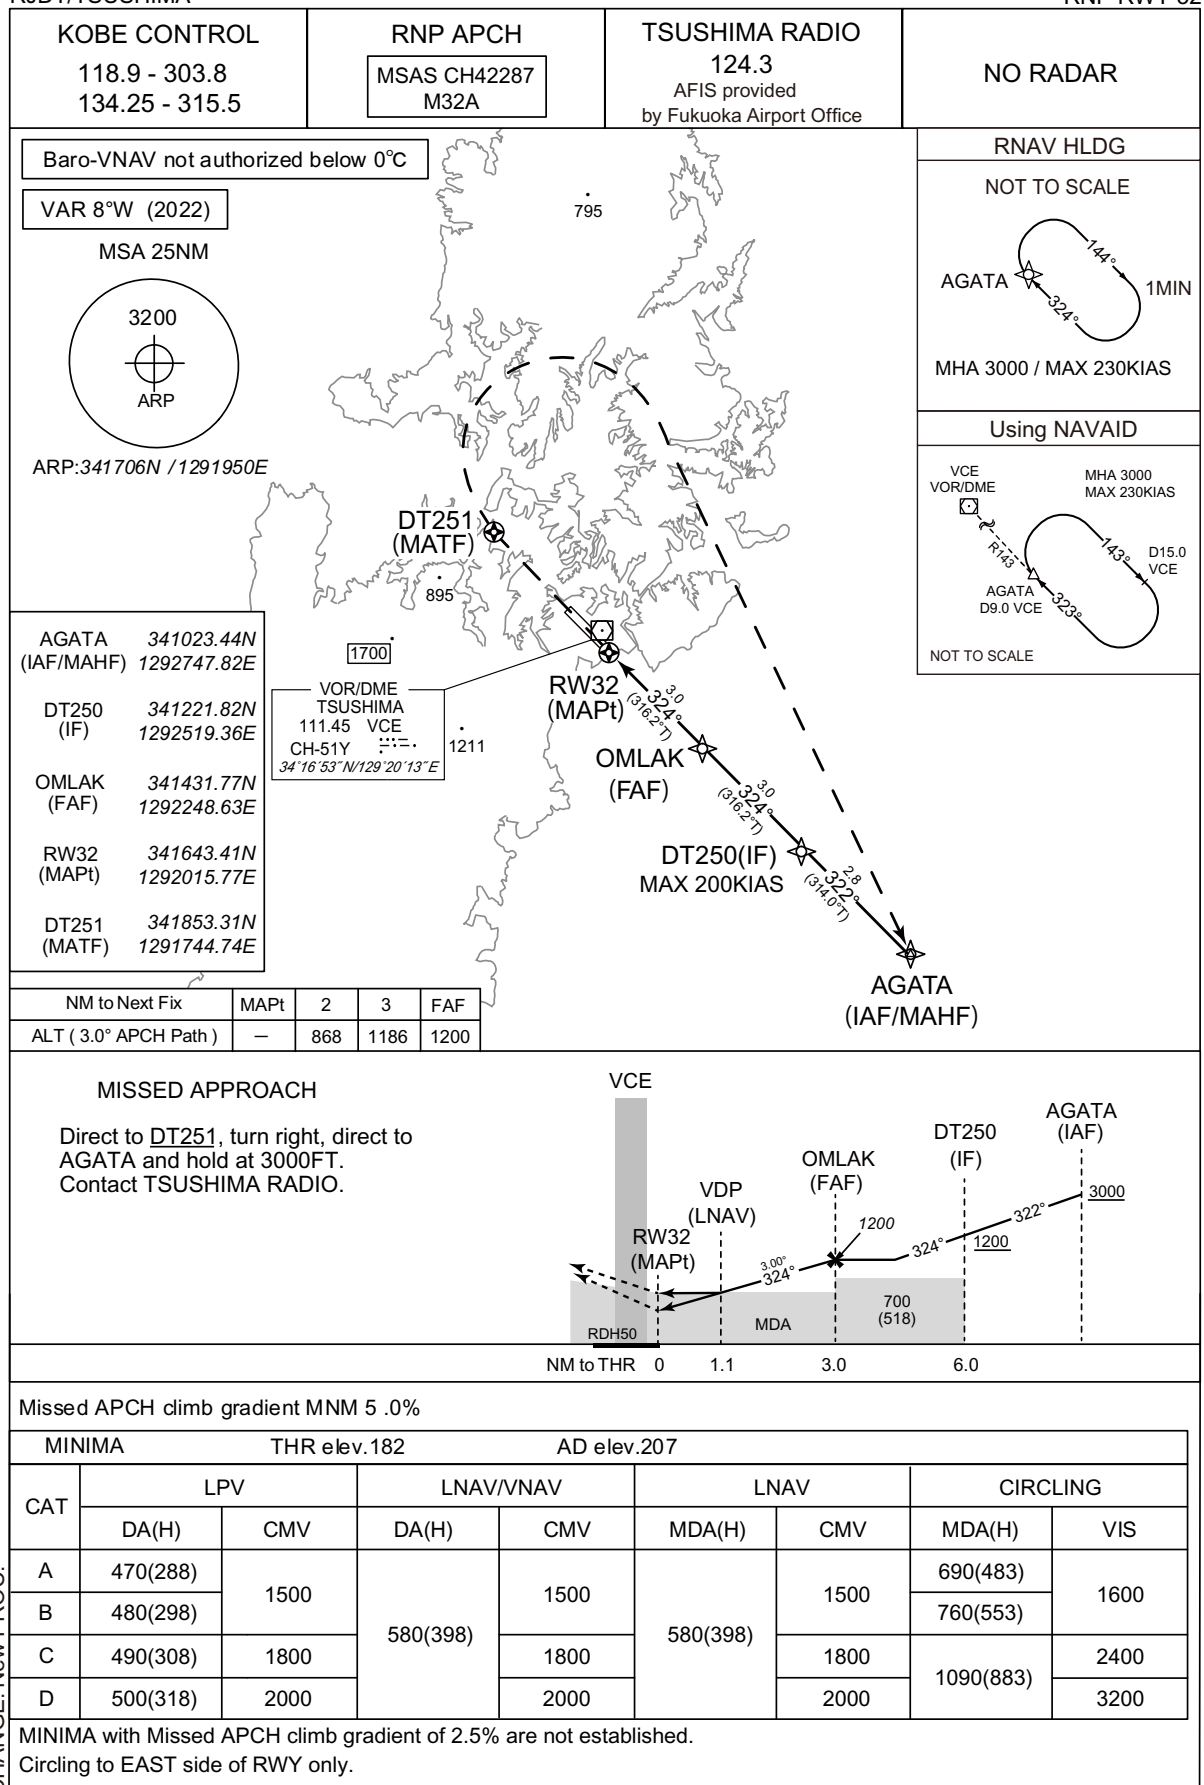 KOBE CONTROL
118.9 - 303.8
134.25 - 315.5
RNP APCH
MSAS CH42287
M32A
TSUSHIMA RADIO
124.3
AFIS provided
by Fukuoka Airport Office
NO RADAR
Baro-VNAV not authorized below 0°C
VAR 8°W (2022)
MSA 25NM
3200
ARP
ARP:341706N /1291950E
795
RNAV HLDG
NOT TO SCALE
AGATA
144°
324°
1MIN
MHA 3000 / MAX 230KIAS
Using NAVAID
VCE
VOR/DME
MHA 3000
MAX 230KIAS
R143
143°
D15.0
VCE
AGATA
D9.0 VCE
323°
NOT TO SCALE
DT251
(MATF)
895
1700
VOR/DME
TSUSHIMA
111.45 VCE
CH-51Y
34°16′53″N/129°20′13″E
1211
RW32
(MAPt)
3.0
324°
(316.2°T)
OMLAK
(FAF)
3.0
324°
(316.2°T)
DT250(IF)
MAX 200KIAS
2.8
322°
(314.0°T)
AGATA
(IAF/MAHF)
AGATA 341023.44N
(IAF/MAHF) 1292747.82E
DT250 341221.82N
(IF) 1292519.36E
OMLAK 341431.77N
(FAF) 1292248.63E
RW32 341643.41N
(MAPt) 1292015.77E
DT251 341853.31N
(MATF) 1291744.74E
NM to Next Fix MAPt 2 3 FAF
ALT ( 3.0° APCH Path ) — 868 1186 1200
MISSED APPROACH
Direct to DT251, turn right, direct to
AGATA and hold at 3000FT.
Contact TSUSHIMA RADIO.
VCE
RW32
(MAPt)
VDP
(LNAV)
OMLAK
(FAF)
DT250
(IF)
AGATA
(IAF)
3000
322°
1200
324°
1200
3.00°
324°
700
(518)
MDA
RDH50
NM to THR 0 1.1 3.0 6.0
Missed APCH climb gradient MNM 5 .0%
MINIMA THR elev.182 AD elev.207
CAT LPV LNAV/VNAV LNAV CIRCLING
DA(H) CMV DA(H) CMV MDA(H) CMV MDA(H) VIS
A 470(288) 1500 580(398) 1500 580(398) 1500 690(483) 1600
B 480(298) 760(553)
C 490(308) 1800 1800 1800 1090(883) 2400
D 500(318) 2000 2000 2000 3200
MINIMA with Missed APCH climb gradient of 2.5% are not established.
Circling to EAST side of RWY only.